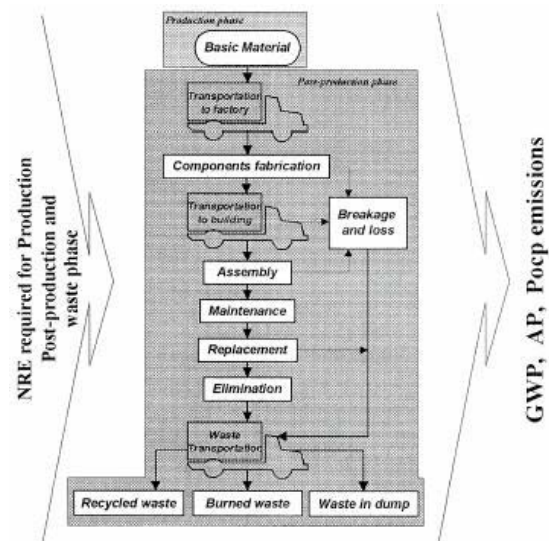 Production phase
Basic Material
Post-production phase
Transportation
to factory
Components fabrication
Transportation
to building
Breakage
and loss
Assembly
Maintenance
Replacement
Elimination
Waste
Transportation
Recycled waste
Burned waste
Waste in dump
NRE required for Production
Post-production and
waste phase
GWP, AP, Pocp emissions